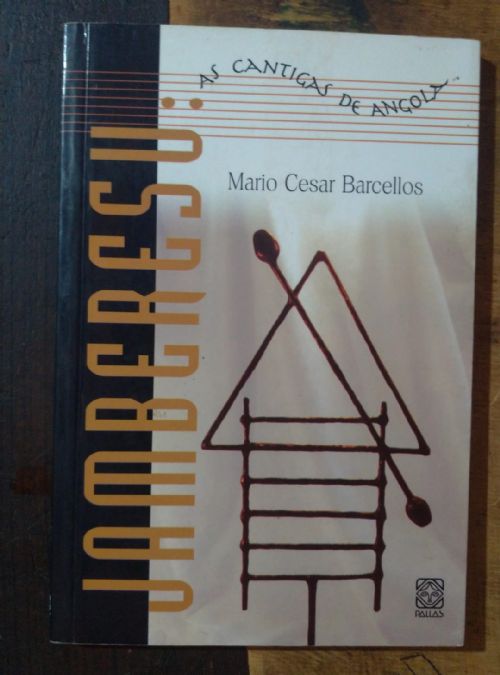 JAMBERESU:
AS CANTIGAS DE ANGOLA
Mario Cesar Barcellos
PALLAS